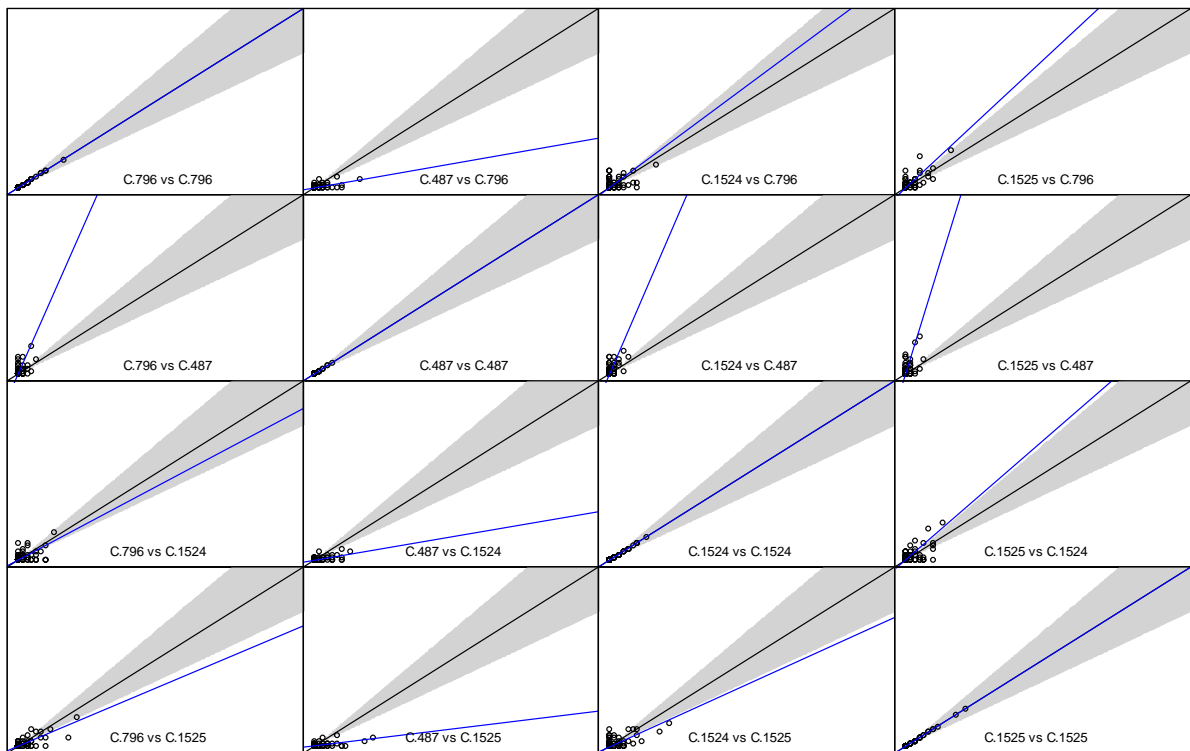 C.796 vs C.796
C.487 vs C.796
C.1524 vs C.796
C.1525 vs C.796
C.796 vs C.487
C.487 vs C.487
C.1524 vs C.487
C.1525 vs C.487
C.796 vs C.1524
C.487 vs C.1524
C.1524 vs C.1524
C.1525 vs C.1524
C.796 vs C.1525
C.487 vs C.1525
C.1524 vs C.1525
C.1525 vs C.1525